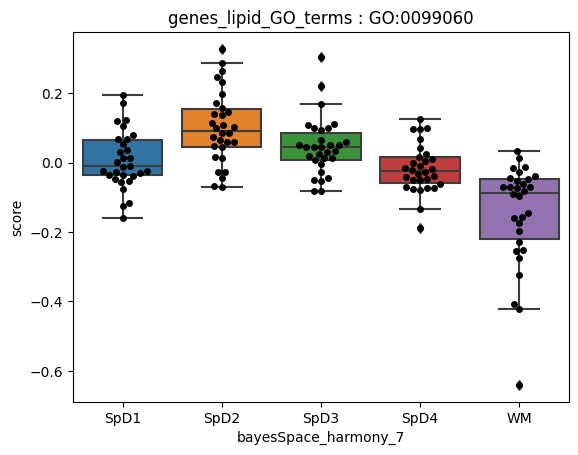 genes_lipid_GO_terms : GO:0099060
score
0.2
0.0
−0.2
−0.4
−0.6
SpD1 SpD2 SpD3 SpD4 WM
bayesSpace_harmony_7